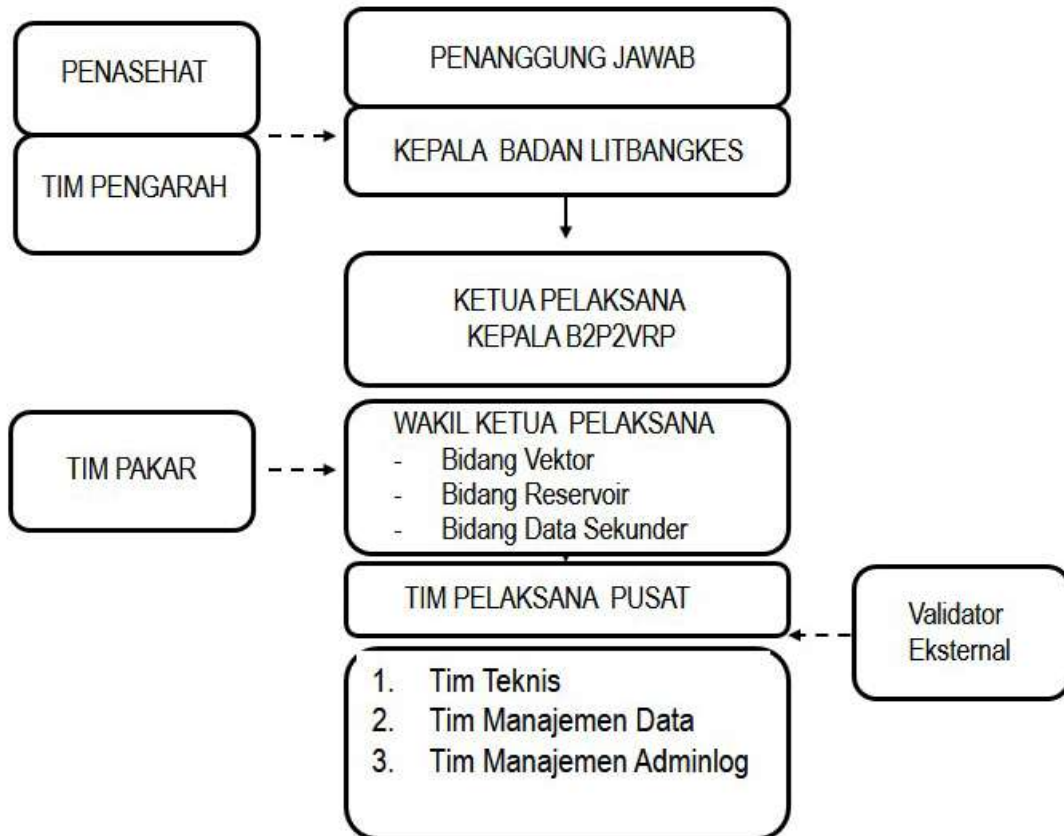 PENASEHAT
TIM PENGARAH
PENANGGUNG JAWAB
KEPALA BADAN LITBANGKES
KETUA PELAKSANA
KEPALA B2P2VRP
TIM PAKAR
WAKIL KETUA PELAKSANA
- Bidang Vektor
- Bidang Reservoir
- Bidang Data Sekunder
TIM PELAKSANA PUSAT
Validator
Eksternal
1. Tim Teknis
2. Tim Manajemen Data
3. Tim Manajemen Adminlog